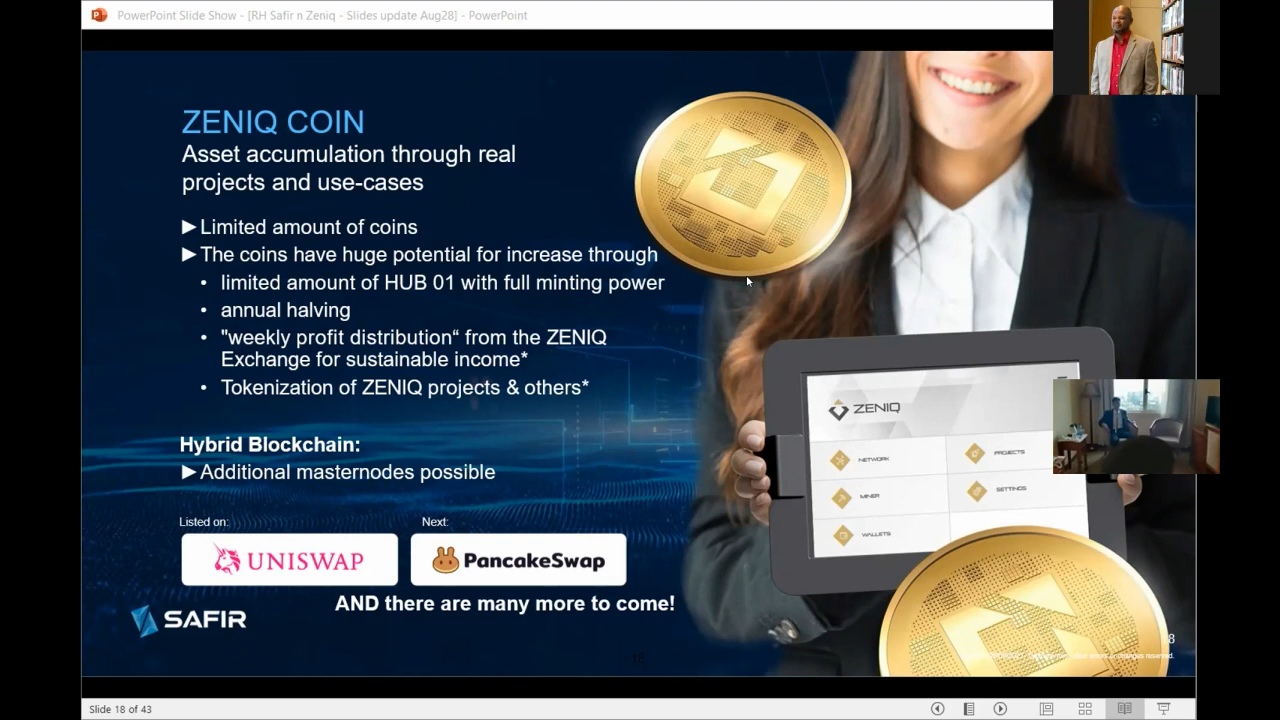 PowerPoint Slide Show - [RH Safir n Zeniq - Slides update Aug28] - PowerPoint
ZENIQ COIN
Asset accumulation through real
projects and use-cases
►Limited amount of coins
►The coins have huge potential for increase through
• limited amount of HUB 01 with full minting power
• annual halving
• "weekly profit distribution“ from the ZENIQ
Exchange for sustainable income*
• Tokenization of ZENIQ projects & others*
Hybrid Blockchain:
►Additional masternodes possible
Listed on:
Next:
UNISWAP
PancakeSwap
AND there are many more to come!
SAFIR
ZENIQ
NETWORK
PROJECTS
MINER
SETTINGS
WALLETS
18
8
Slide 18 of 43